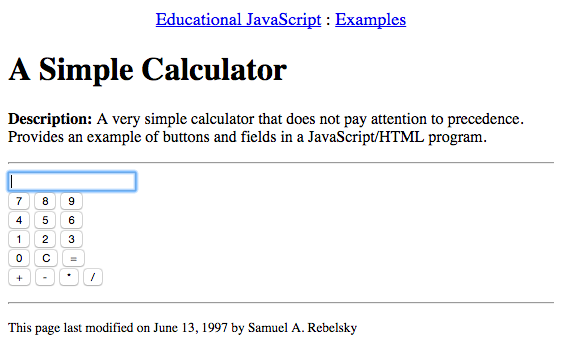 Educational JavaScript : Examples
A Simple Calculator
Description: A very simple calculator that does not pay attention to precedence.
Provides an example of buttons and fields in a JavaScript/HTML program.
7 8 9
4 5 6
1 2 3
0 C =
+ - * /
This page last modified on June 13, 1997 by Samuel A. Rebelsky